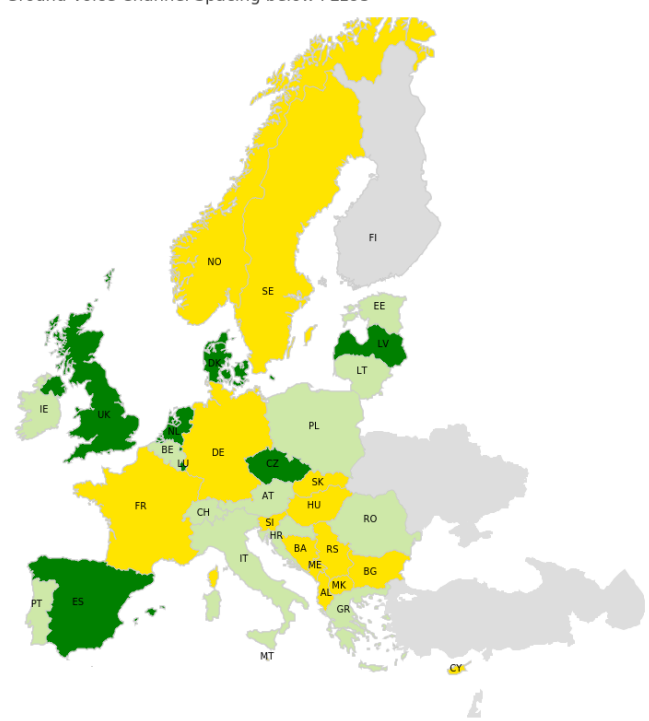 Ground Voice Channel Spacing below FL195
NO
FI
SE
EE
LV
DK
LT
IE
UK
NL
PL
BE
DE
LU
CZ
SK
AT
FR
HU
CH
RO
SI
HR
BA
RS
IT
ME
BG
MK
AL
PT
ES
GR
MT
CY